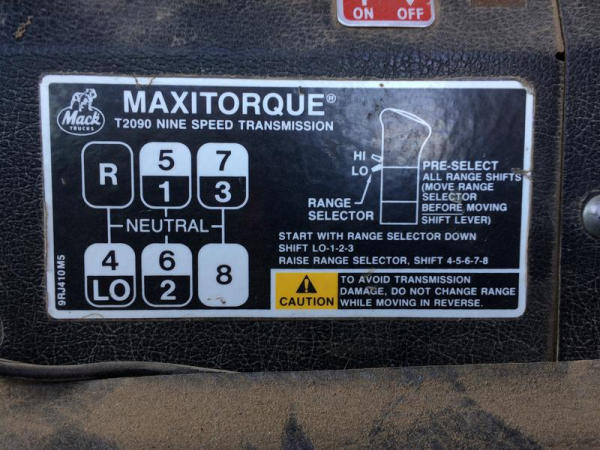 ON OFF
Mack
TRUCKS
MAXITORQUE®
T2090 NINE SPEED TRANSMISSION
R
5
1
7
3
NEUTRAL
4
LO
6
2
8
9RJ410M5
HI
LO
RANGE
SELECTOR
PRE-SELECT
ALL RANGE SHIFTS
(MOVE RANGE
SELECTOR
BEFORE MOVING
SHIFT LEVER)
START WITH RANGE SELECTOR DOWN
SHIFT LO-1-2-3
RAISE RANGE SELECTOR, SHIFT 4-5-6-7-8
CAUTION
TO AVOID TRANSMISSION
DAMAGE, DO NOT CHANGE RANGE
WHILE MOVING IN REVERSE.